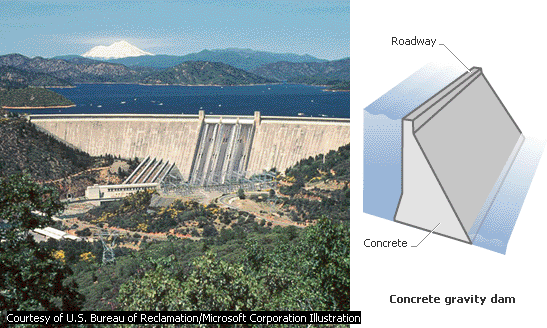 Roadway
Concrete
Concrete gravity dam
Courtesy of U.S. Bureau of Reclamation/Microsoft Corporation Illustration